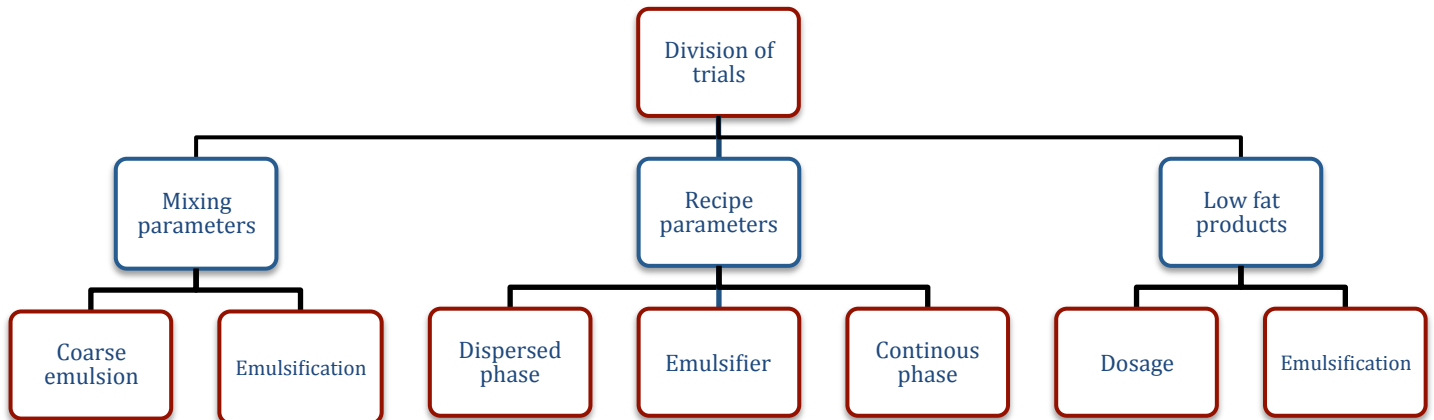 Division of
trials
Mixing
parameters
Recipe
parameters
Low fat
products
Coarse
emulsion
Emulsification
Dispersed
phase
Emulsifier
Continous
phase
Dosage
Emulsification